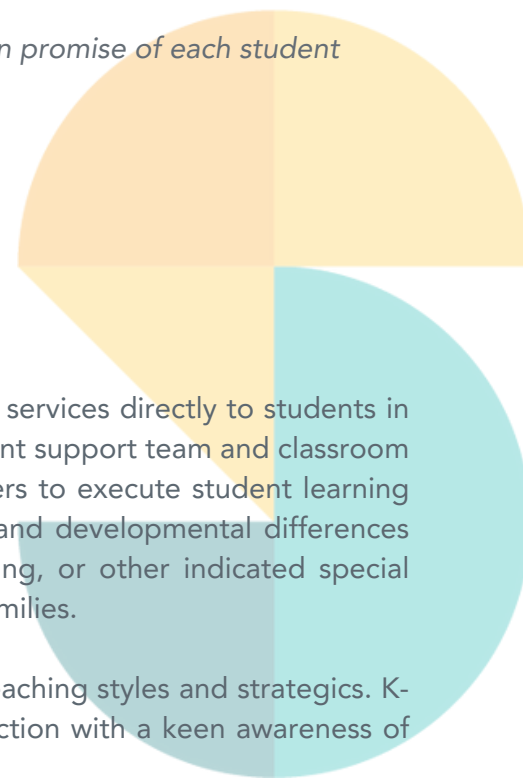 n promise of each student
services directly to students in
nt support team and classroom
ers to execute student learning
and developmental differences
ng, or other indicated special
milies.
aching styles and strategics. K-
ction with a keen awareness of